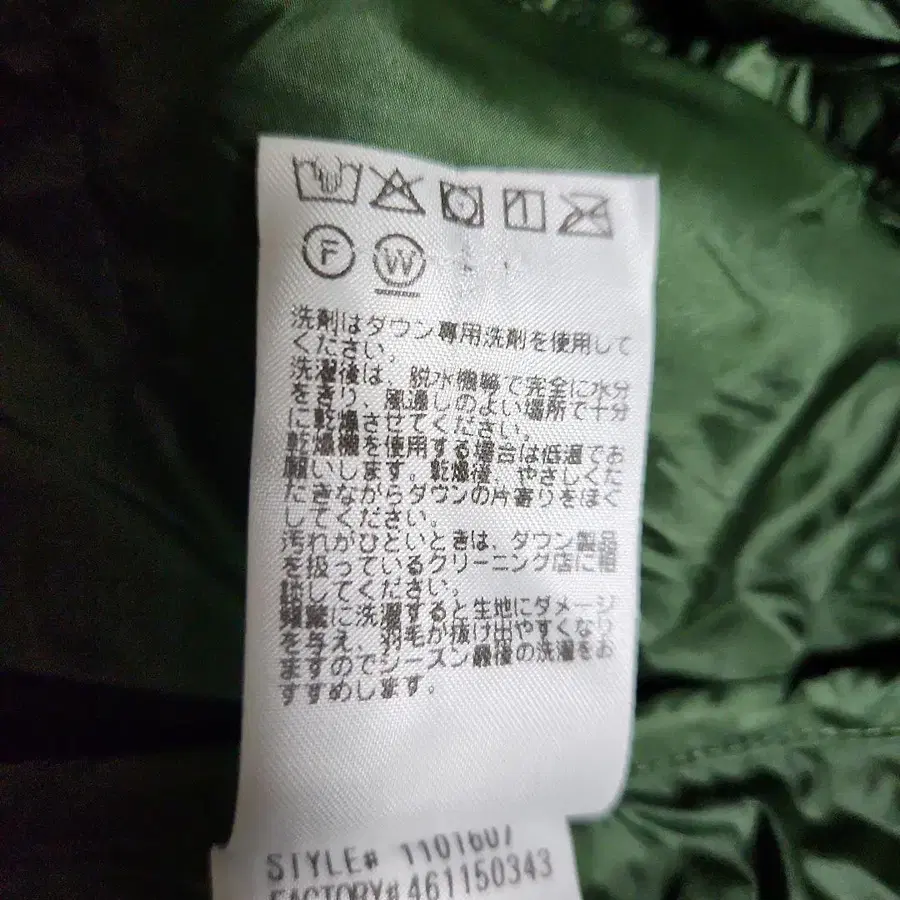 F W
洗剤はダウン専用洗剤を使用して
ください。
洗濯後は、脱水機等で完全に水分
をきり、風通しのよい場所で十分
に乾燥させてください。
乾燥機を使用する場合は低温でお
願いします。乾燥後 やさしくた
たきながらダウンの片寄りをほぐ
してください。
汚れがひどいときは、ダウン製品
を扱っているクリーニング店に相
談してください。
頻繁に洗濯すると生地にダメージ
を与え、羽毛が抜け出やすくなり
ますのでシーズン最後の洗濯をお
すすめします。
STYLE# 1101607
FACTORY# 461150343